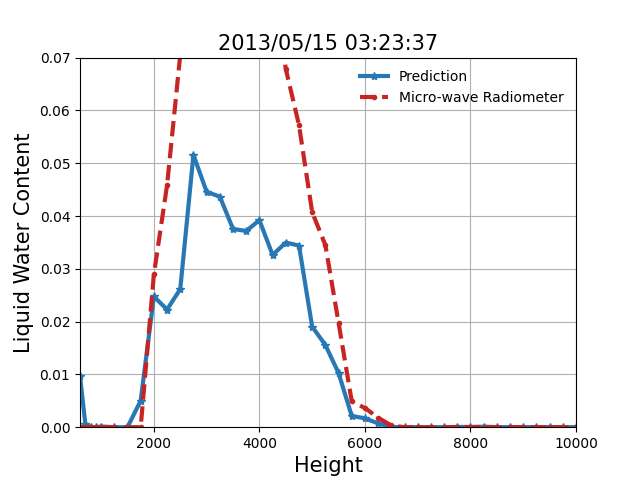 2013/05/15 03:23:37
0.07
0.06
0.05
0.04
0.03
0.02
0.01
0.00
Liquid Water Content
Prediction
Micro-wave Radiometer
2000 4000 6000 8000 10000
Height